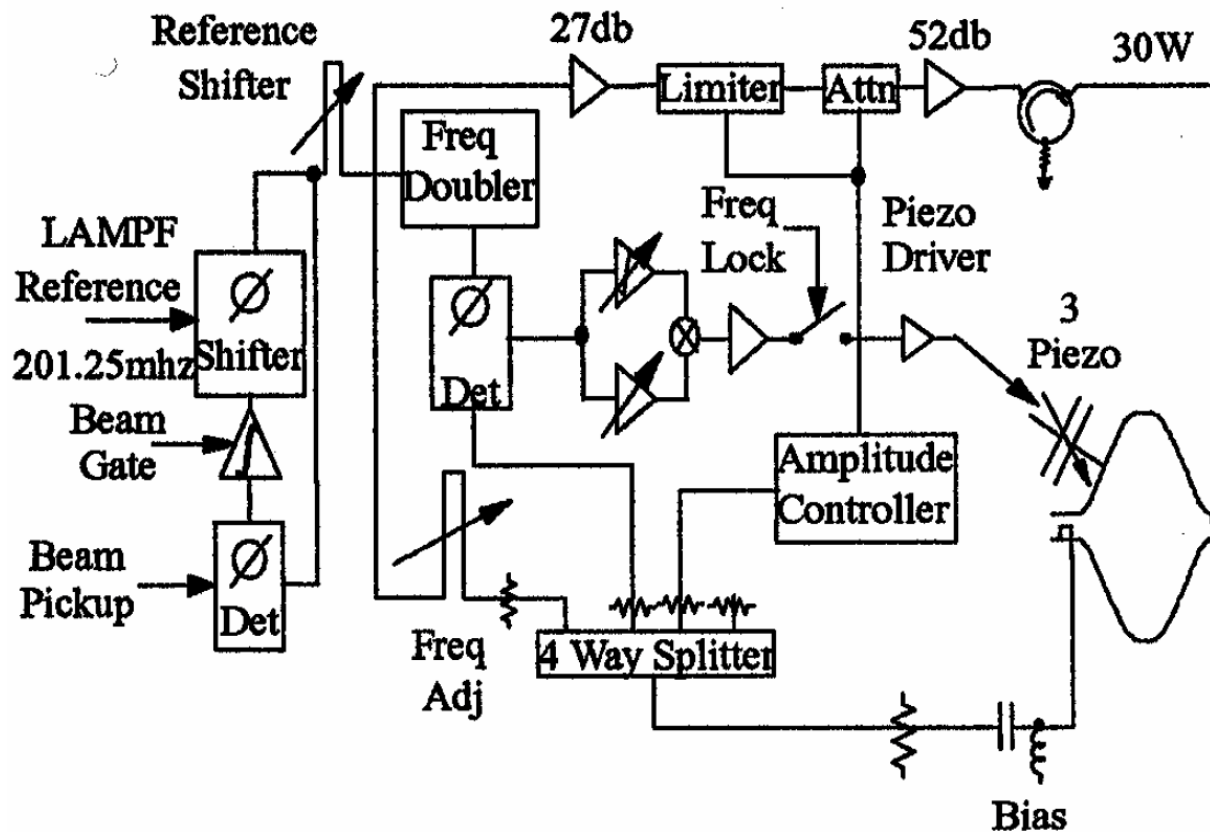 Reference
Shifter
27db
52db
30W
Limiter
Attn
Freq
Doubler
LAMPF
Reference
201.25mhz
Ø
Shifter
Freq
Lock
Piezo
Driver
Ø
Det
3
Piezo
Beam
Gate
∫
Amplitude
Controller
Beam
Pickup
Ø
Det
Freq
Adj
4 Way Splitter
Bias